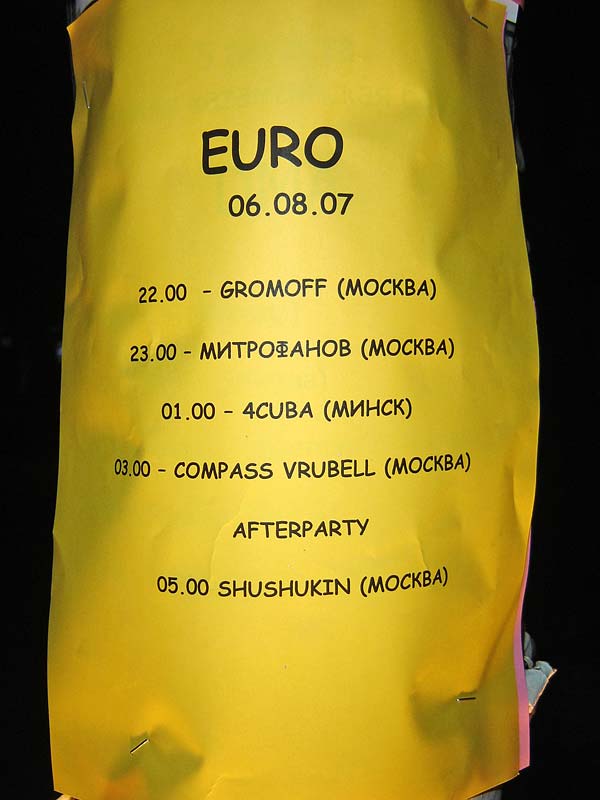 EURO
06.08.07
22.00 - GROMOFF (МОСКВА)
23.00 - МИТРОФАНОВ (МОСКВА)
01.00 - 4CUBA (МИНСК)
03.00 - COMPASS VRUBELL (МОСКВА)
AFTERPARTY
05.00 SHUSHUKIN (МОСКВА)